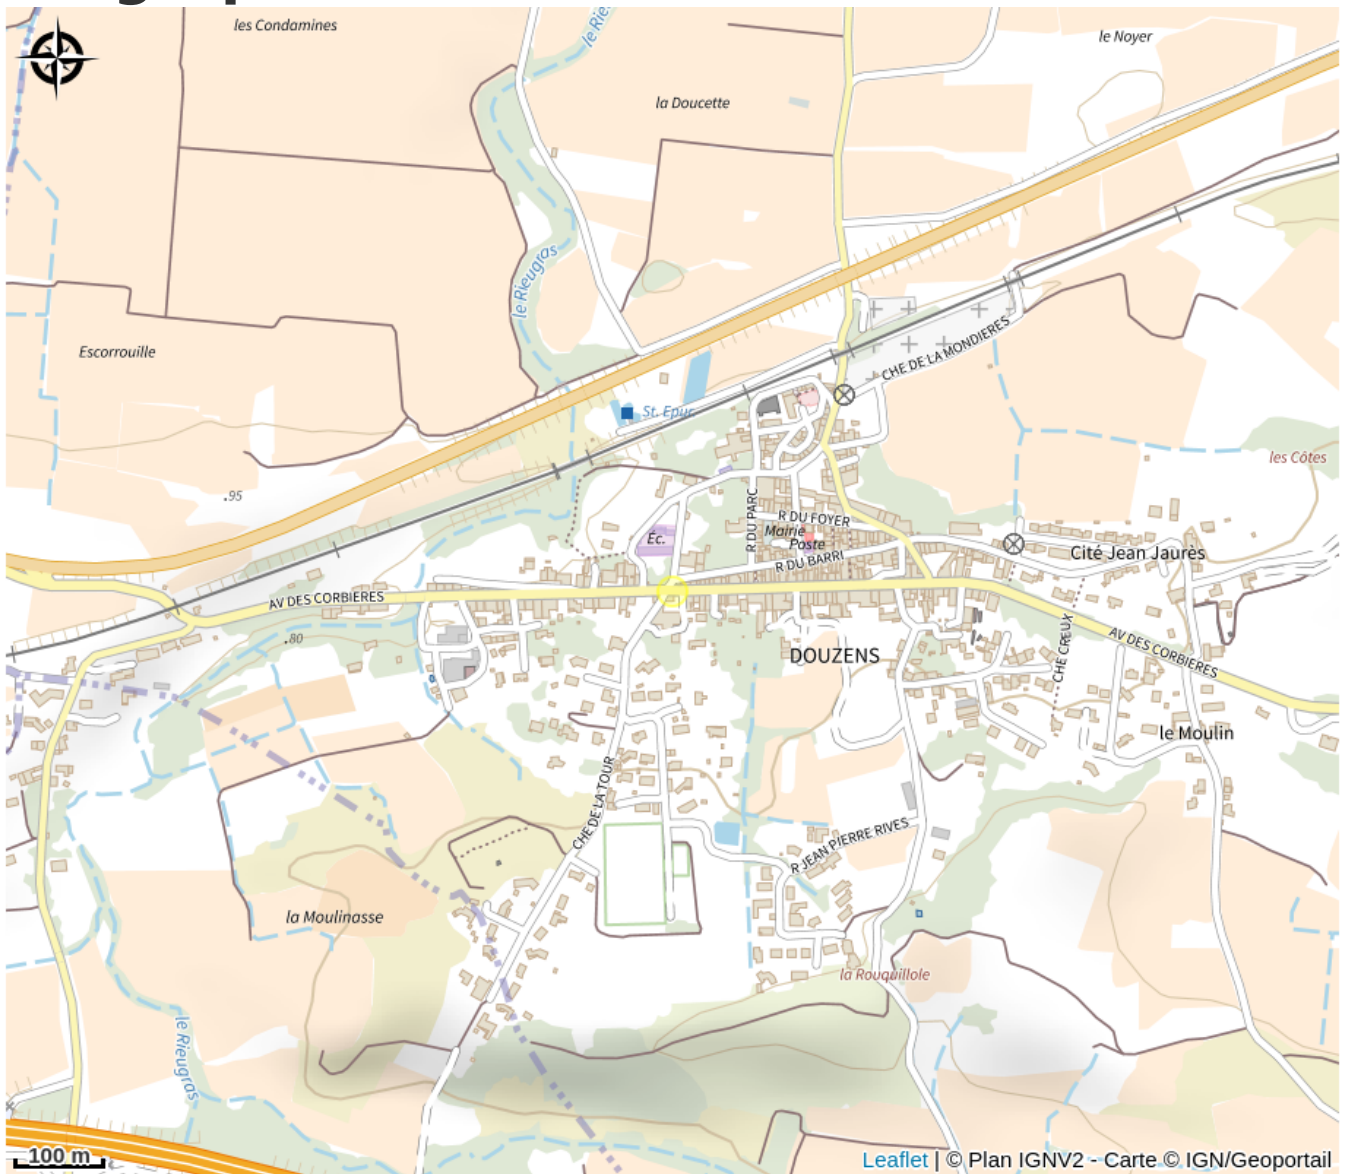 les Condamines
le Rie
le Noyer
la Doucette
le Rieugras
Escorrouille
CHE DE LA MONDIERES
St. Epur.
les Côtes
.95
R DU PARC
R DU FOYER
Mairie
Éc.
Poste
R DU BARRI
Cité Jean Jaurès
AV DES CORBIERES
.80
DOUZENS
CHE CREUX
AV DES CORBIERES
le Moulin
CHE DE LA TOUR
R JEAN PIERRE RIVES
la Moulinasse
la Rouquillole
le Rieugras
100 m
Leaflet | © Plan IGNV2 - Carte © IGN/Geoportail